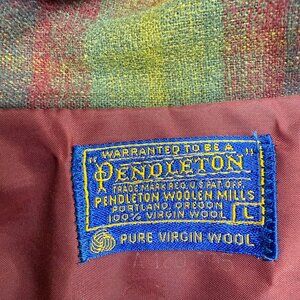 "WARRANTED TO BE A
PENDLETON"
TRADE MARK REG. U.S. PAT. OFF.
PENDLETON WOOLEN MILLS
PORTLAND, OREGON
100% VIRGIN WOOL
L
PURE VIRGIN WOOL